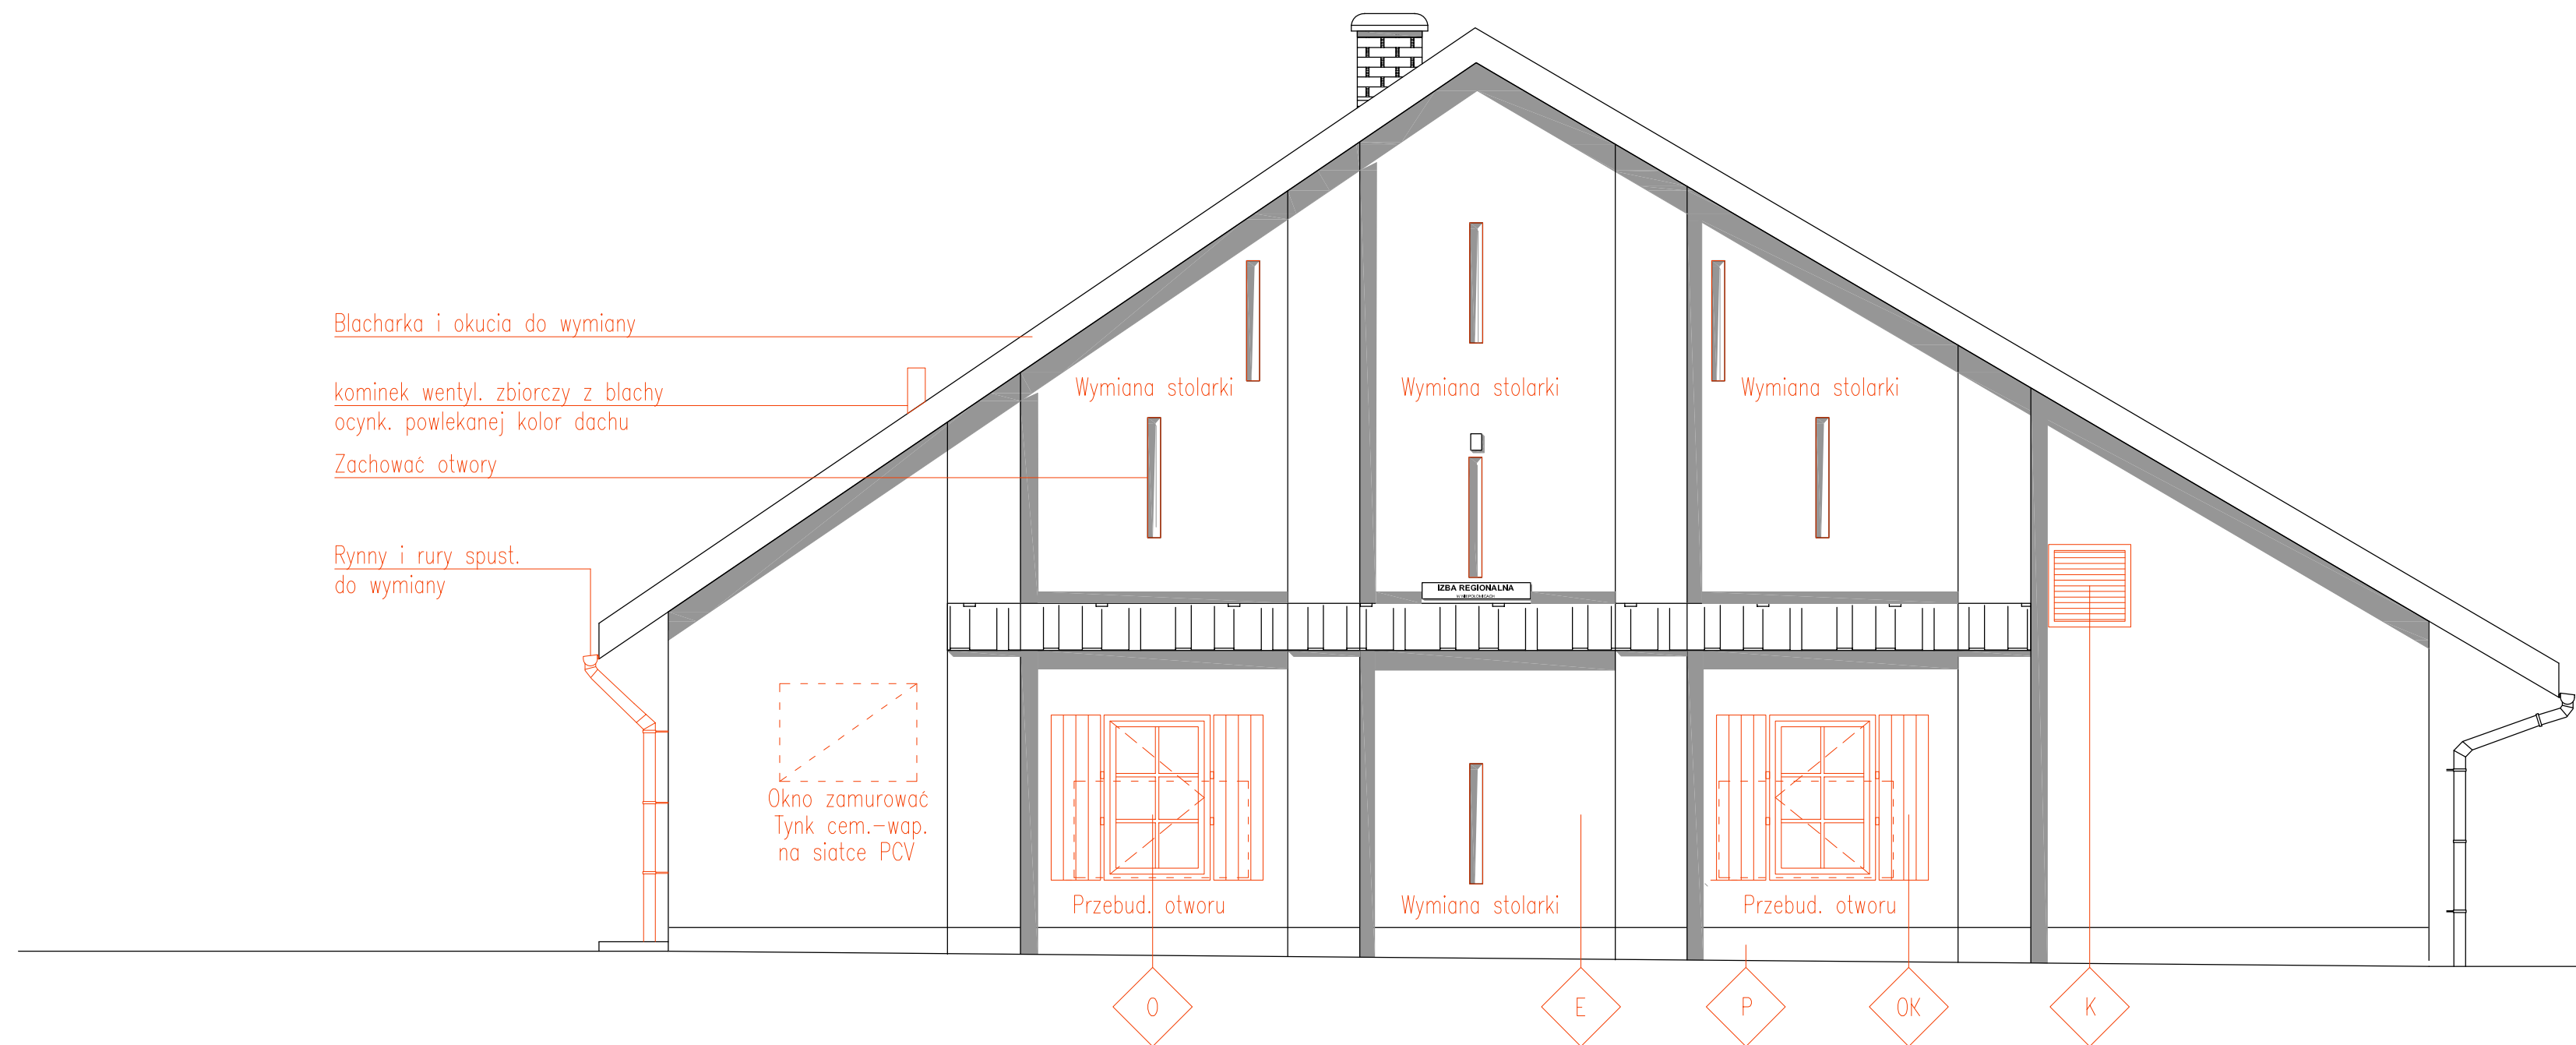 Blacharka i okucia do wymiany
kominek wentyl. zbiorczy z blachy
ocynk. powlekanej kolor dachu
Zachować otwory
Rynny i rury spust.
do wymiany
Wymiana stolarki
Wymiana stolarki
Wymiana stolarki
IZBA REGIONALNA
Okno zamurować
Tynk cem.-wap.
na siatce PCV
Przebud. otworu
Wymiana stolarki
Przebud. otworu
O
E
P
OK
K